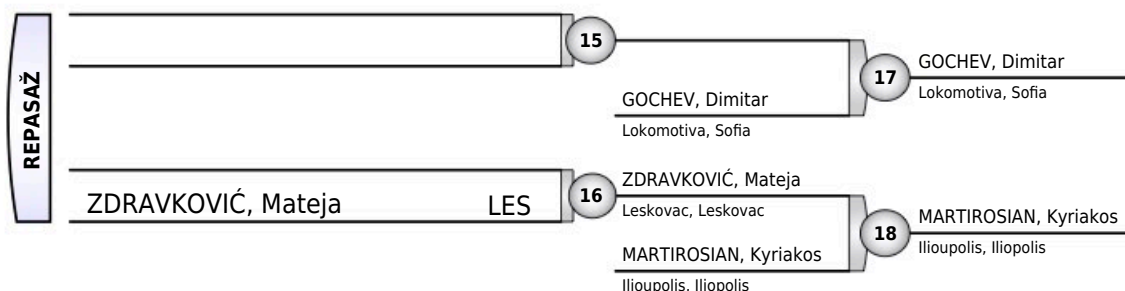 REPASAŽ
15
GOCHEV, Dimitar
Lokomotiva, Sofia
17
GOCHEV, Dimitar
Lokomotiva, Sofia
ZDRAVKOVIĆ, Mateja LES
16
ZDRAVKOVIĆ, Mateja
Leskovac, Leskovac
MARTIROSIAN, Kyriakos
Ilioupolis, Iliopolis
18
MARTIROSIAN, Kyriakos
Ilioupolis, Iliopolis